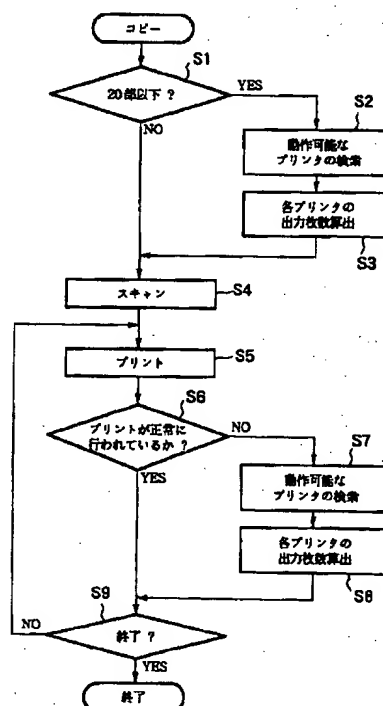 コピー
S1
20部以下 ?
YES
NO
S2
動作可能な
プリンタの検索
各プリンタの
出力枚数算出
S3
スキャン
S4
プリント
S5
S6
プリントが正常に
行われているか ?
NO
YES
S7
動作可能な
プリンタの検索
各プリンタの
出力枚数算出
S8
S9
終了 ?
NO
YES
終了